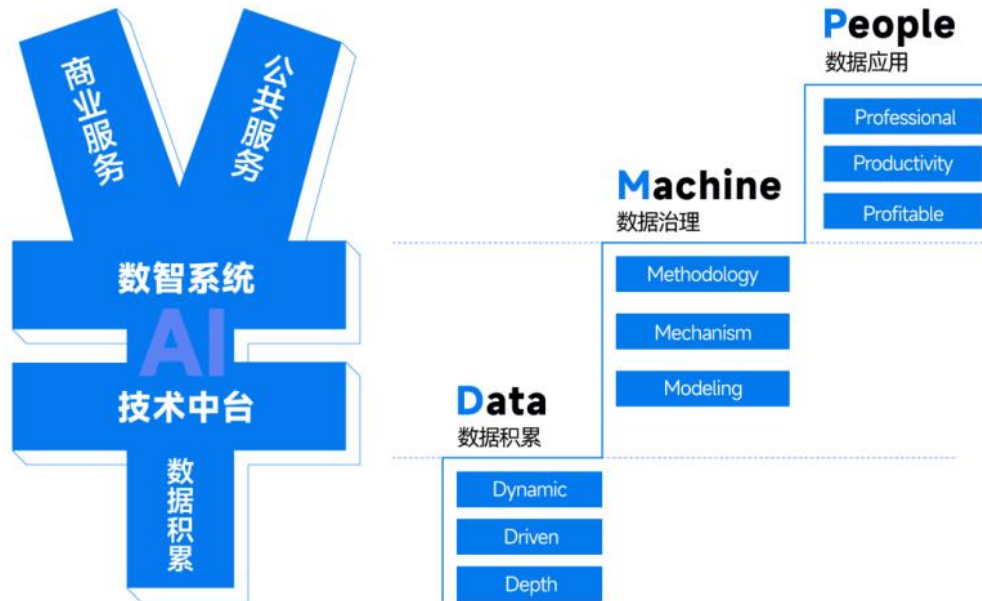 商业服务
公共服务
数智系统
AI
技术中台
数据积累
People
数据应用
Professional
Productivity
Profitable
Machine
数据治理
Methodology
Mechanism
Modeling
Data
数据积累
Dynamic
Driven
Depth